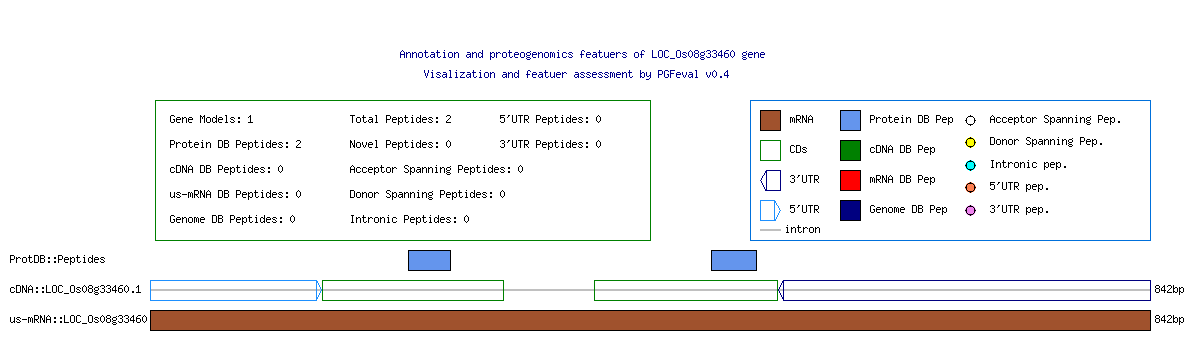 Annotation and proteogenomics featuers of LOC_Os08g33460 gene
Visalization and featuer assessment by PGFeval v0.4
Gene Models: 1 Total Peptides: 2 5'UTR Peptides: 0
Protein DB Peptides: 2 Novel Peptides: 0 3'UTR Peptides: 0
cDNA DB Peptides: 0 Acceptor Spanning Peptides: 0
us-mRNA DB Peptides: 0 Donor Spanning Peptides: 0
Genome DB Peptides: 0 Intronic Peptides: 0
mRNA Protein DB Pep Acceptor Spanning Pep.
CDs cDNA DB Pep Donor Spanning Pep.
3'UTR mRNA DB Pep Intronic pep.
5'UTR Genome DB Pep 5'UTR pep.
intron 3'UTR pep.
ProtDB::Peptides
cDNA::LOC_Os08g33460.1 842bp
us-mRNA::LOC_Os08g33460 842bp